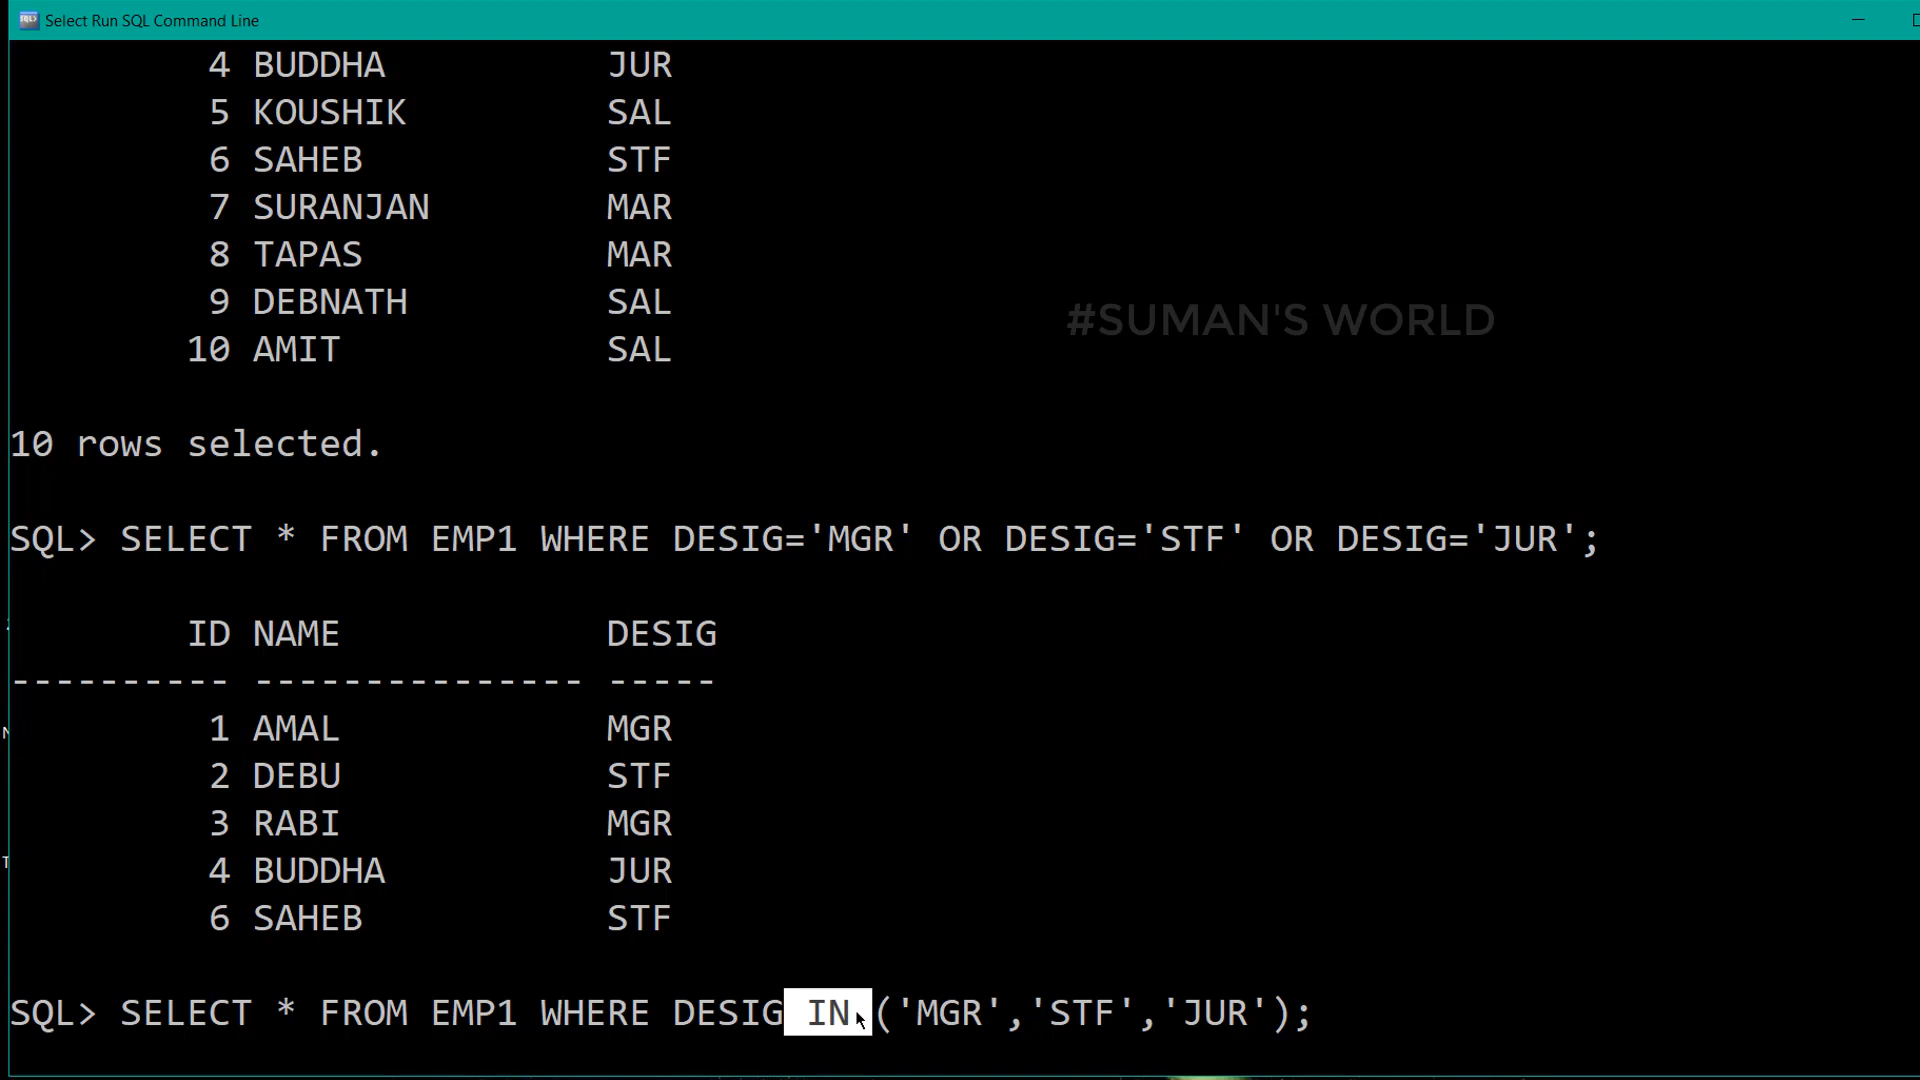 Select Run SQL Command Line
4 BUDDHA JUR
5 KOUSHIK SAL
6 SAHEB STF
7 SURANJAN MAR
8 TAPAS MAR
9 DEBNATH SAL
10 AMIT SAL
#SUMAN'S WORLD
10 rows selected.
SQL> SELECT * FROM EMP1 WHERE DESIG='MGR' OR DESIG='STF' OR DESIG='JUR';
ID NAME DESIG
---------- --------------- -----
1 AMAL MGR
2 DEBU STF
3 RABI MGR
4 BUDDHA JUR
6 SAHEB STF
SQL> SELECT * FROM EMP1 WHERE DESIG IN ('MGR','STF','JUR');